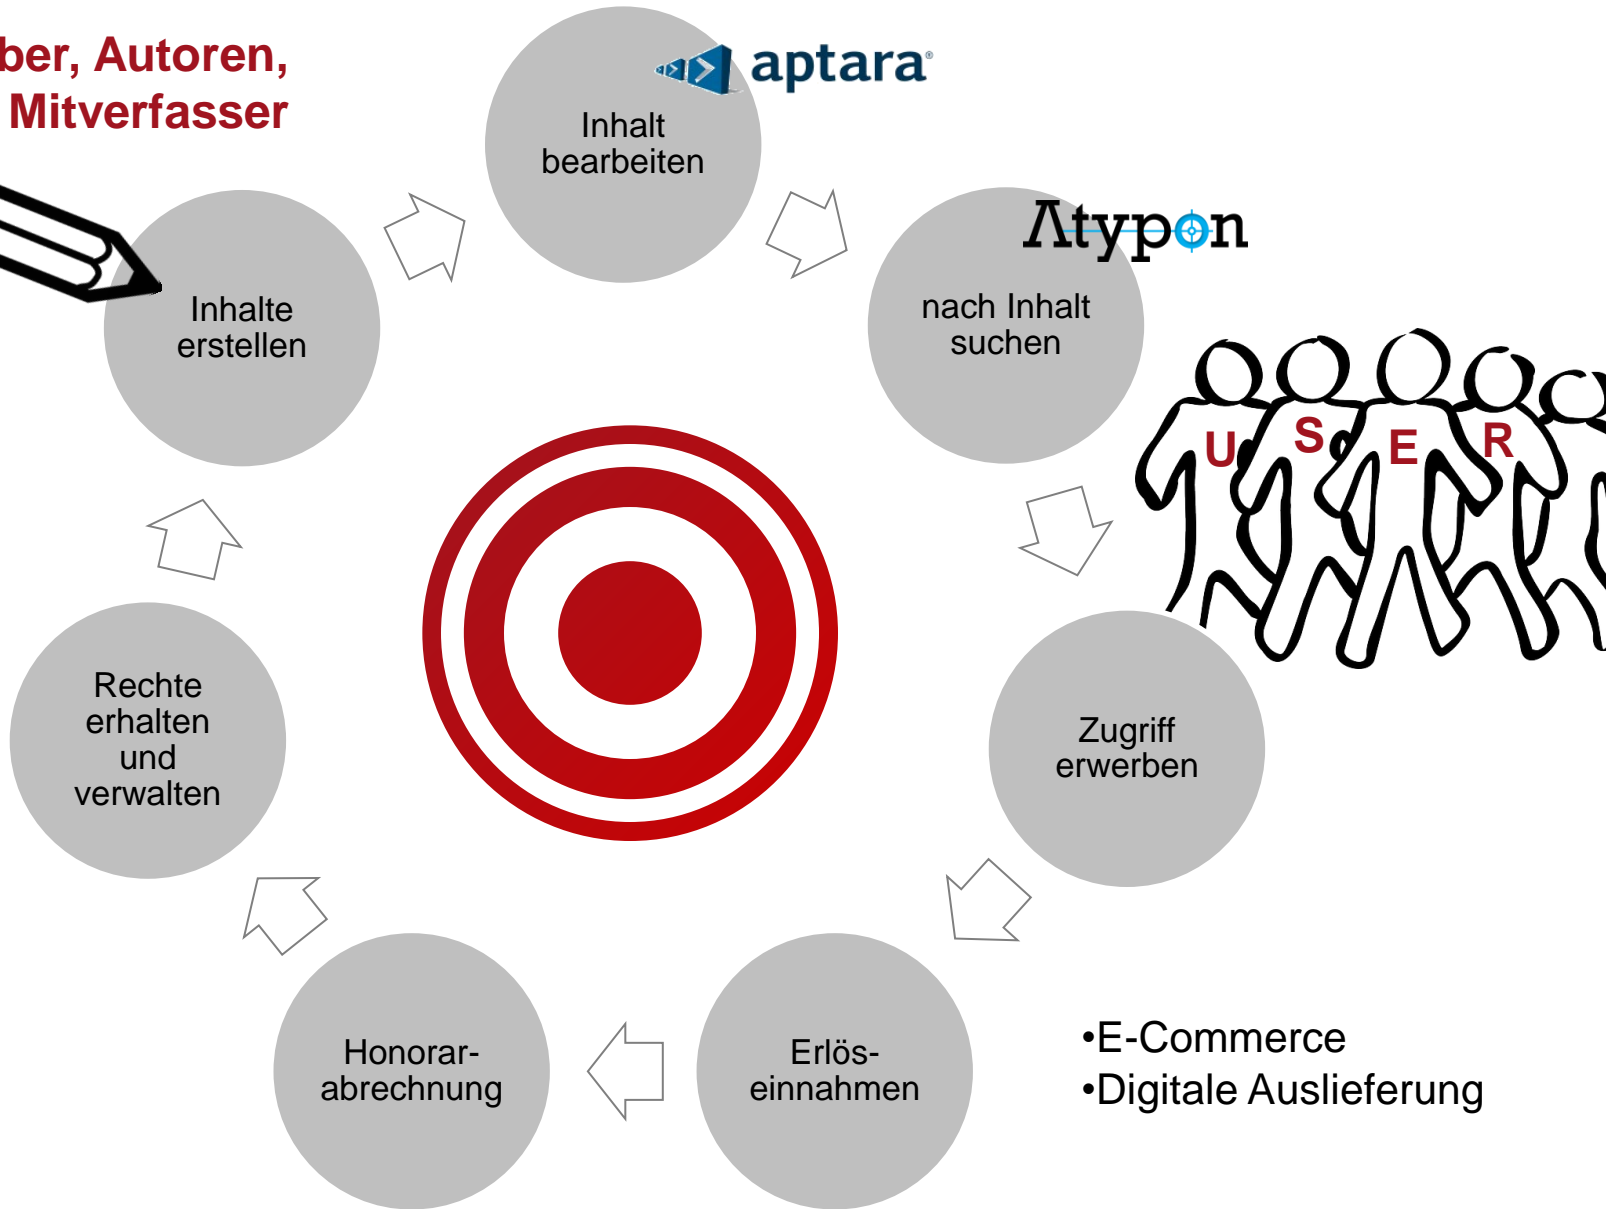 ber, Autoren,
Mitverfasser
aptara
Inhalt
bearbeiten
Atypon
nach Inhalt
suchen
Inhalte
erstellen
U S E R
Rechte
erhalten
und
verwalten
Zugriff
erwerben
Honorar-
abrechnung
Erlös-
einnahmen
•E-Commerce
•Digitale Auslieferung